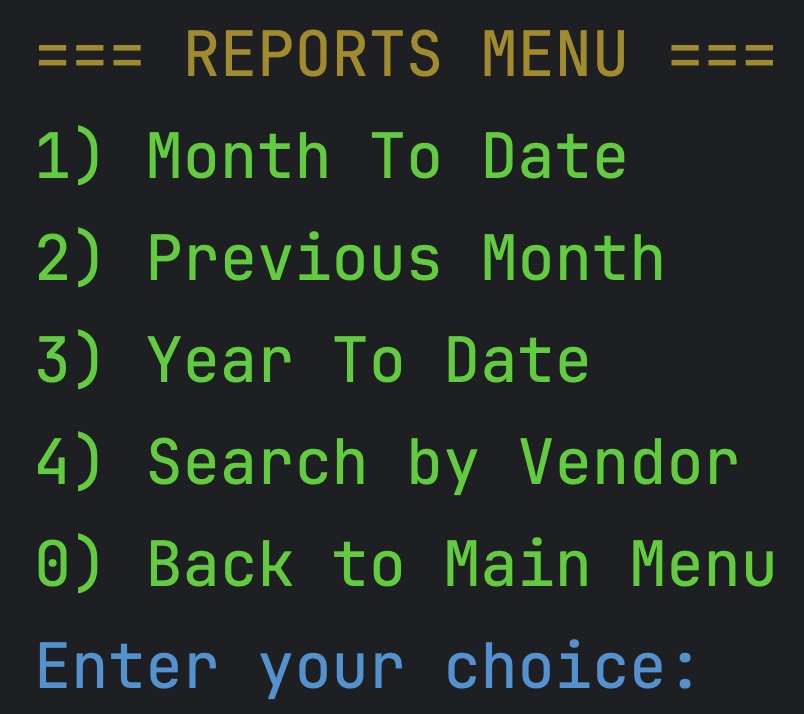 === REPORTS MENU ===
1) Month To Date
2) Previous Month
3) Year To Date
4) Search by Vendor
0) Back to Main Menu
Enter your choice: